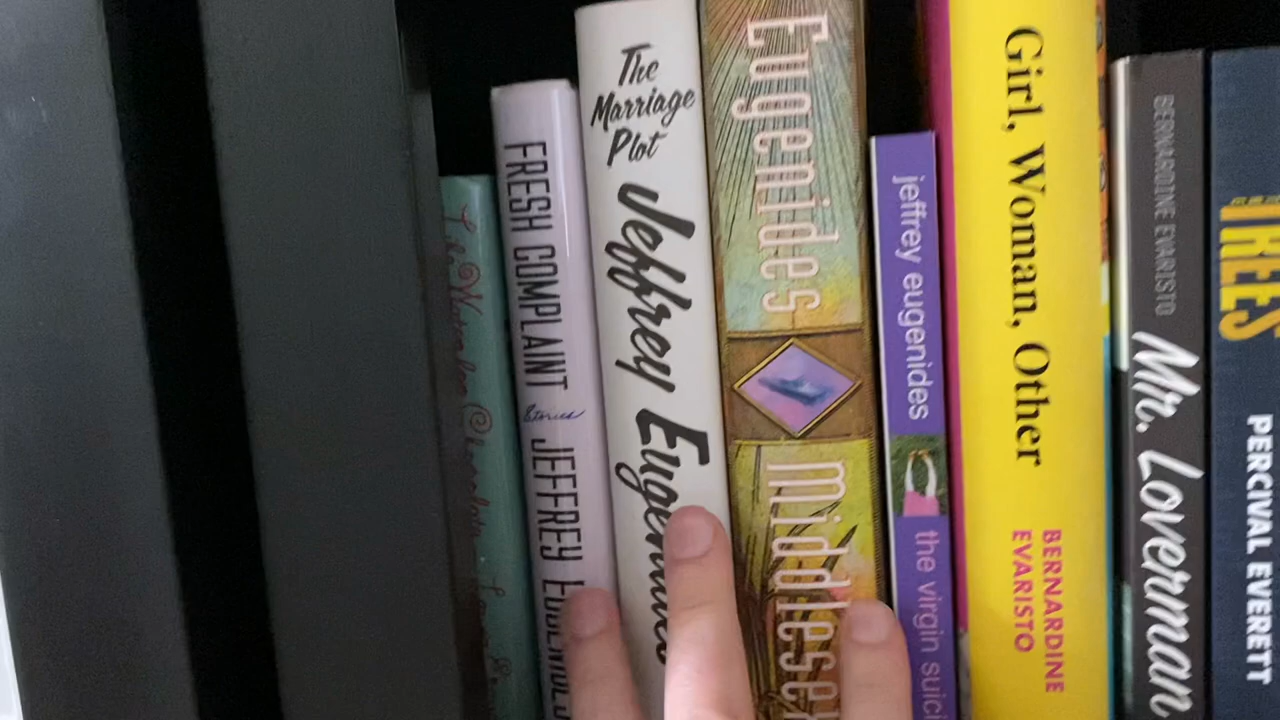 FRESH COMPLAINT Stories JEFFREY
The
Marriage
Plot
Jeffrey
Eugenides
Middlesex
jeffrey eugenides
the virgin suici
Girl, Woman, Other
BERNARDINE
EVARISTO
BERNARDINE EVARISTO
Mr. Loverman
TREES
PERCIVAL EVERETT